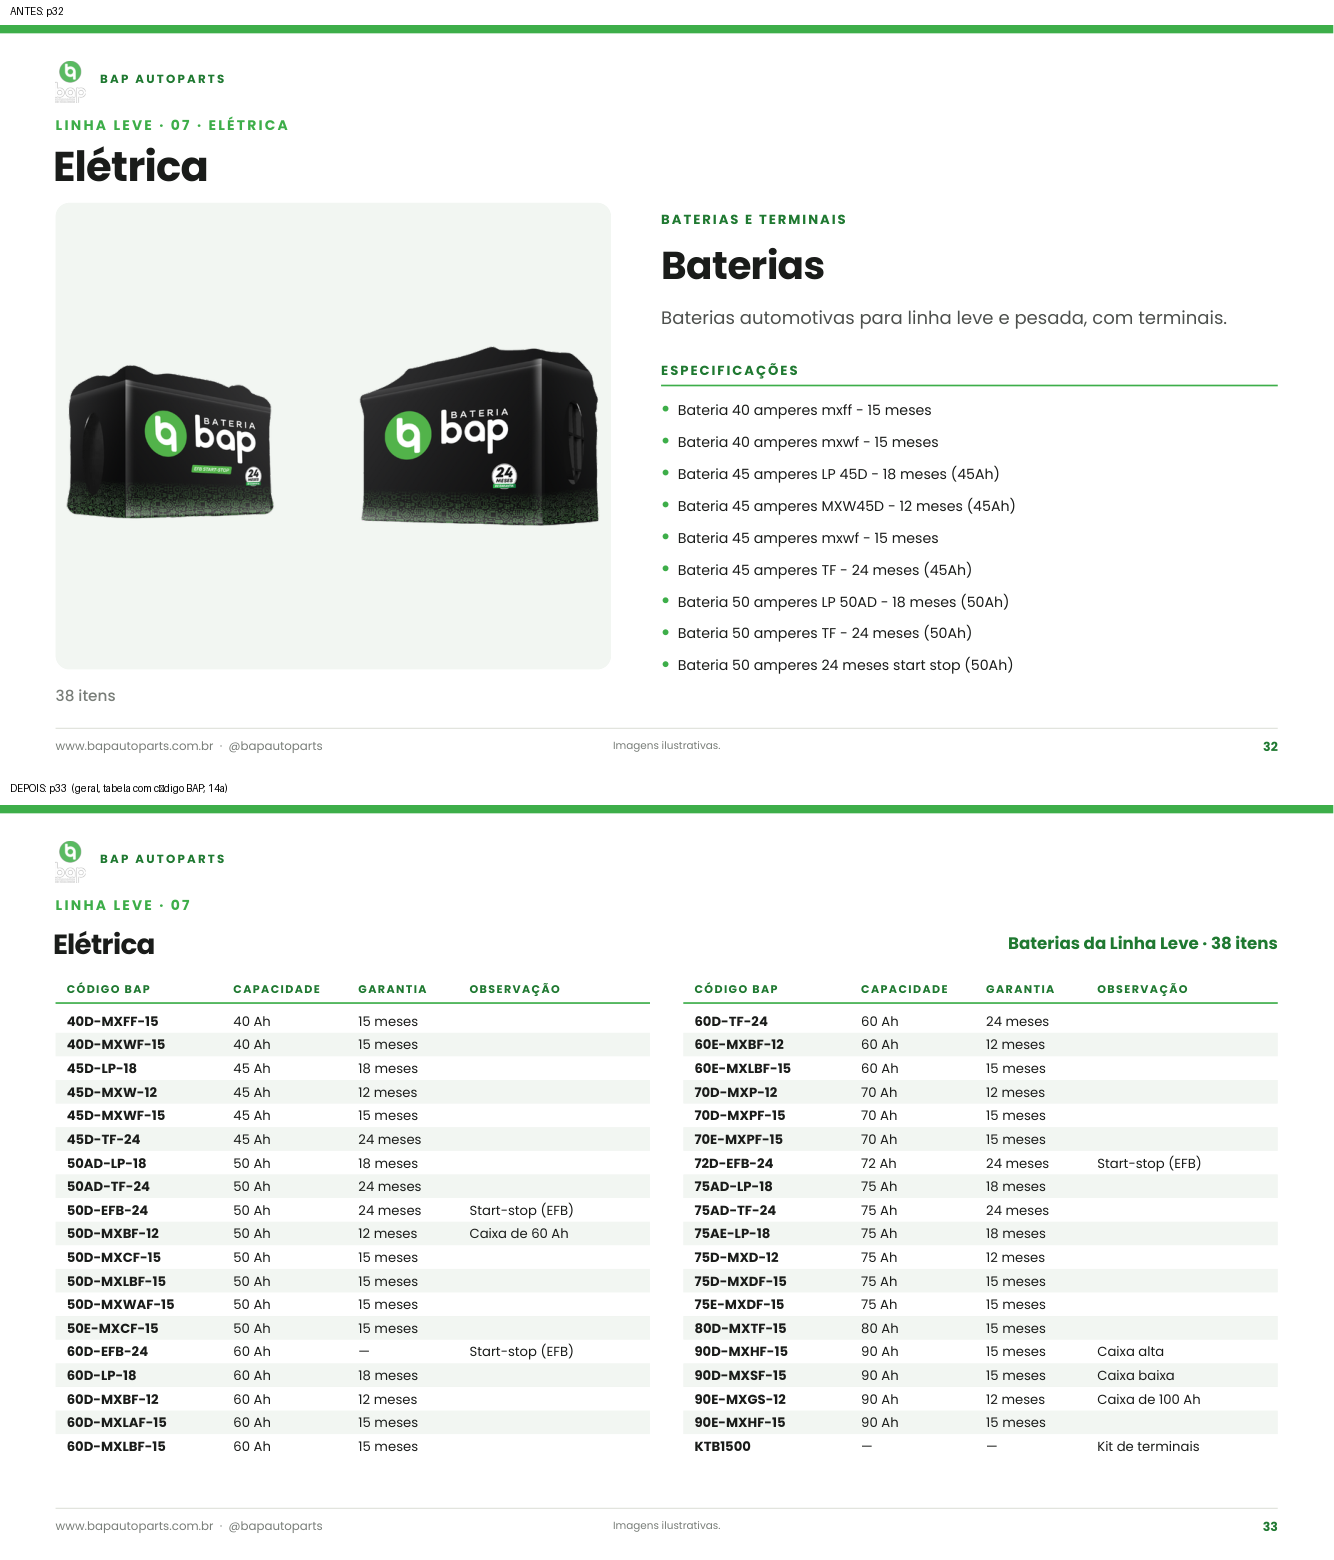 ANTES: p32
bap
BAP AUTOPARTS
LINHA LEVE · 07 · ELÉTRICA
Elétrica
BATERIA
bap
EFB START-STOP
24
MESES
BATERIA
bap
24
MESES
38 itens
BATERIAS E TERMINAIS
Baterias
Baterias automotivas para linha leve e pesada, com terminais.
ESPECIFICAÇÕES
• Bateria 40 amperes mxff - 15 meses
• Bateria 40 amperes mxwf - 15 meses
• Bateria 45 amperes LP 45D - 18 meses (45Ah)
• Bateria 45 amperes MXW45D - 12 meses (45Ah)
• Bateria 45 amperes mxwf - 15 meses
• Bateria 45 amperes TF - 24 meses (45Ah)
• Bateria 50 amperes LP 50AD - 18 meses (50Ah)
• Bateria 50 amperes TF - 24 meses (50Ah)
• Bateria 50 amperes 24 meses start stop (50Ah)
www.bapautoparts.com.br · @bapautoparts
Imagens ilustrativas.
32
DEPOIS: p33 (geral, tabela com código BAP, 14a)
bap
BAP AUTOPARTS
LINHA LEVE · 07
Elétrica
Baterias da Linha Leve · 38 itens
CÓDIGO BAP CAPACIDADE GARANTIA OBSERVAÇÃO
40D-MXFF-15 40 Ah 15 meses
40D-MXWF-15 40 Ah 15 meses
45D-LP-18 45 Ah 18 meses
45D-MXW-12 45 Ah 12 meses
45D-MXWF-15 45 Ah 15 meses
45D-TF-24 45 Ah 24 meses
50AD-LP-18 50 Ah 18 meses
50AD-TF-24 50 Ah 24 meses
50D-EFB-24 50 Ah 24 meses Start-stop (EFB)
50D-MXBF-12 50 Ah 12 meses Caixa de 60 Ah
50D-MXCF-15 50 Ah 15 meses
50D-MXLBF-15 50 Ah 15 meses
50D-MXWAF-15 50 Ah 15 meses
50E-MXCF-15 50 Ah 15 meses
60D-EFB-24 60 Ah — Start-stop (EFB)
60D-LP-18 60 Ah 18 meses
60D-MXBF-12 60 Ah 12 meses
60D-MXLAF-15 60 Ah 15 meses
60D-MXLBF-15 60 Ah 15 meses
CÓDIGO BAP CAPACIDADE GARANTIA OBSERVAÇÃO
60D-TF-24 60 Ah 24 meses
60E-MXBF-12 60 Ah 12 meses
60E-MXLBF-15 60 Ah 15 meses
70D-MXP-12 70 Ah 12 meses
70D-MXPF-15 70 Ah 15 meses
70E-MXPF-15 70 Ah 15 meses
72D-EFB-24 72 Ah 24 meses Start-stop (EFB)
75AD-LP-18 75 Ah 18 meses
75AD-TF-24 75 Ah 24 meses
75AE-LP-18 75 Ah 18 meses
75D-MXD-12 75 Ah 12 meses
75D-MXDF-15 75 Ah 15 meses
75E-MXDF-15 75 Ah 15 meses
80D-MXTF-15 80 Ah 15 meses
90D-MXHF-15 90 Ah 15 meses Caixa alta
90D-MXSF-15 90 Ah 15 meses Caixa baixa
90E-MXGS-12 90 Ah 12 meses Caixa de 100 Ah
90E-MXHF-15 90 Ah 15 meses
KTB1500 — — Kit de terminais
www.bapautoparts.com.br · @bapautoparts
Imagens ilustrativas.
33